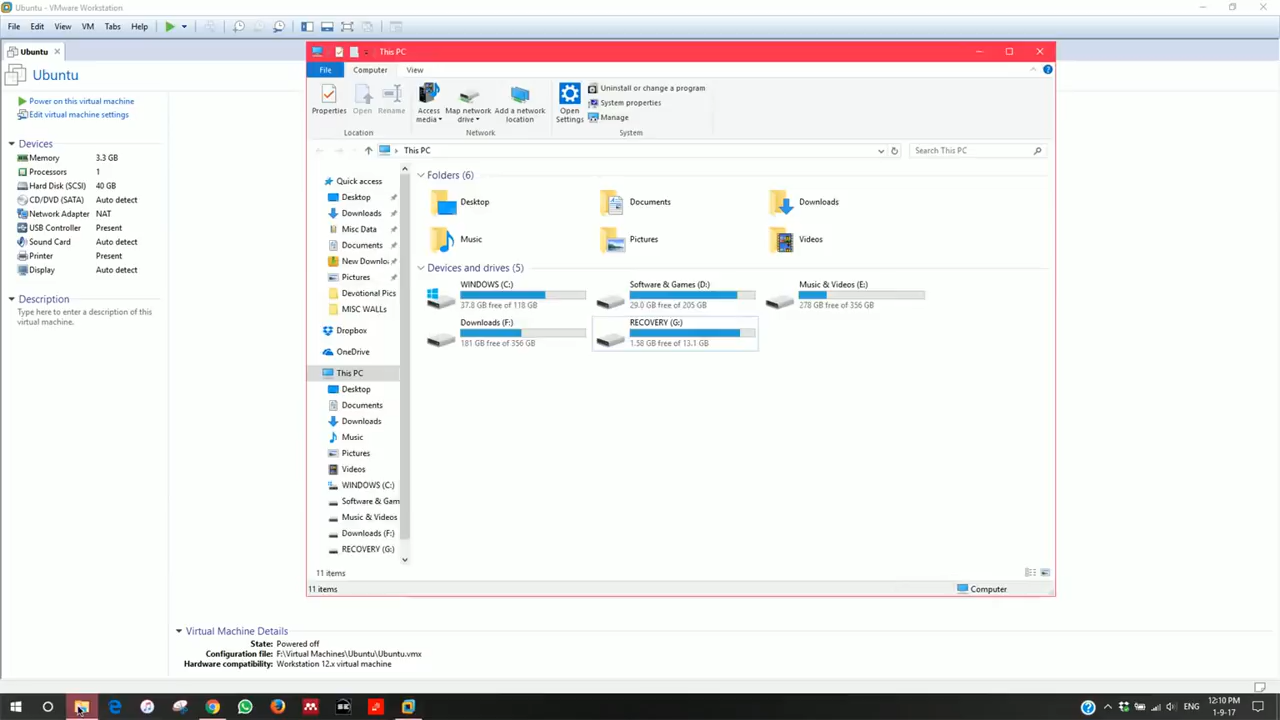 Ubuntu - VMware Workstation
File Edit View VM Tabs Help
Ubuntu
Ubuntu
Power on this virtual machine
Edit virtual machine settings
Devices
Memory 3.3 GB
Processors 1
Hard Disk (SCSI) 40 GB
CD/DVD (SATA) Auto detect
Network Adapter NAT
USB Controller Present
Sound Card Auto detect
Printer Present
Display Auto detect
Description
Type here to enter a description of this
virtual machine.
This PC
File Computer View
Properties Open Rename
Access media
Map network drive
Add a network location
Open Settings
Uninstall or change a program
System properties
Manage
Location Network System
This PC
Search This PC
Quick access
Desktop
Downloads
Misc Data
Documents
New Downlo
Pictures
Devotional Pics
MISC WALLS
Dropbox
OneDrive
This PC
Desktop
Documents
Downloads
Music
Pictures
Videos
WINDOWS (C:)
Software & Gam
Music & Videos
Downloads (F:)
RECOVERY (G:)
Folders (6)
Desktop Documents Downloads
Music Pictures Videos
Devices and drives (5)
WINDOWS (C:)
37.8 GB free of 118 GB
Software & Games (D:)
29.0 GB free of 205 GB
Music & Videos (E:)
278 GB free of 356 GB
Downloads (F:)
181 GB free of 356 GB
RECOVERY (G:)
1.58 GB free of 13.1 GB
11 items
11 items
Computer
Virtual Machine Details
State: Powered off
Configuration file: F:\Virtual Machines\Ubuntu\Ubuntu.vmx
Hardware compatibility: Workstation 12.x virtual machine
ENG
12:10 PM
1-9-17